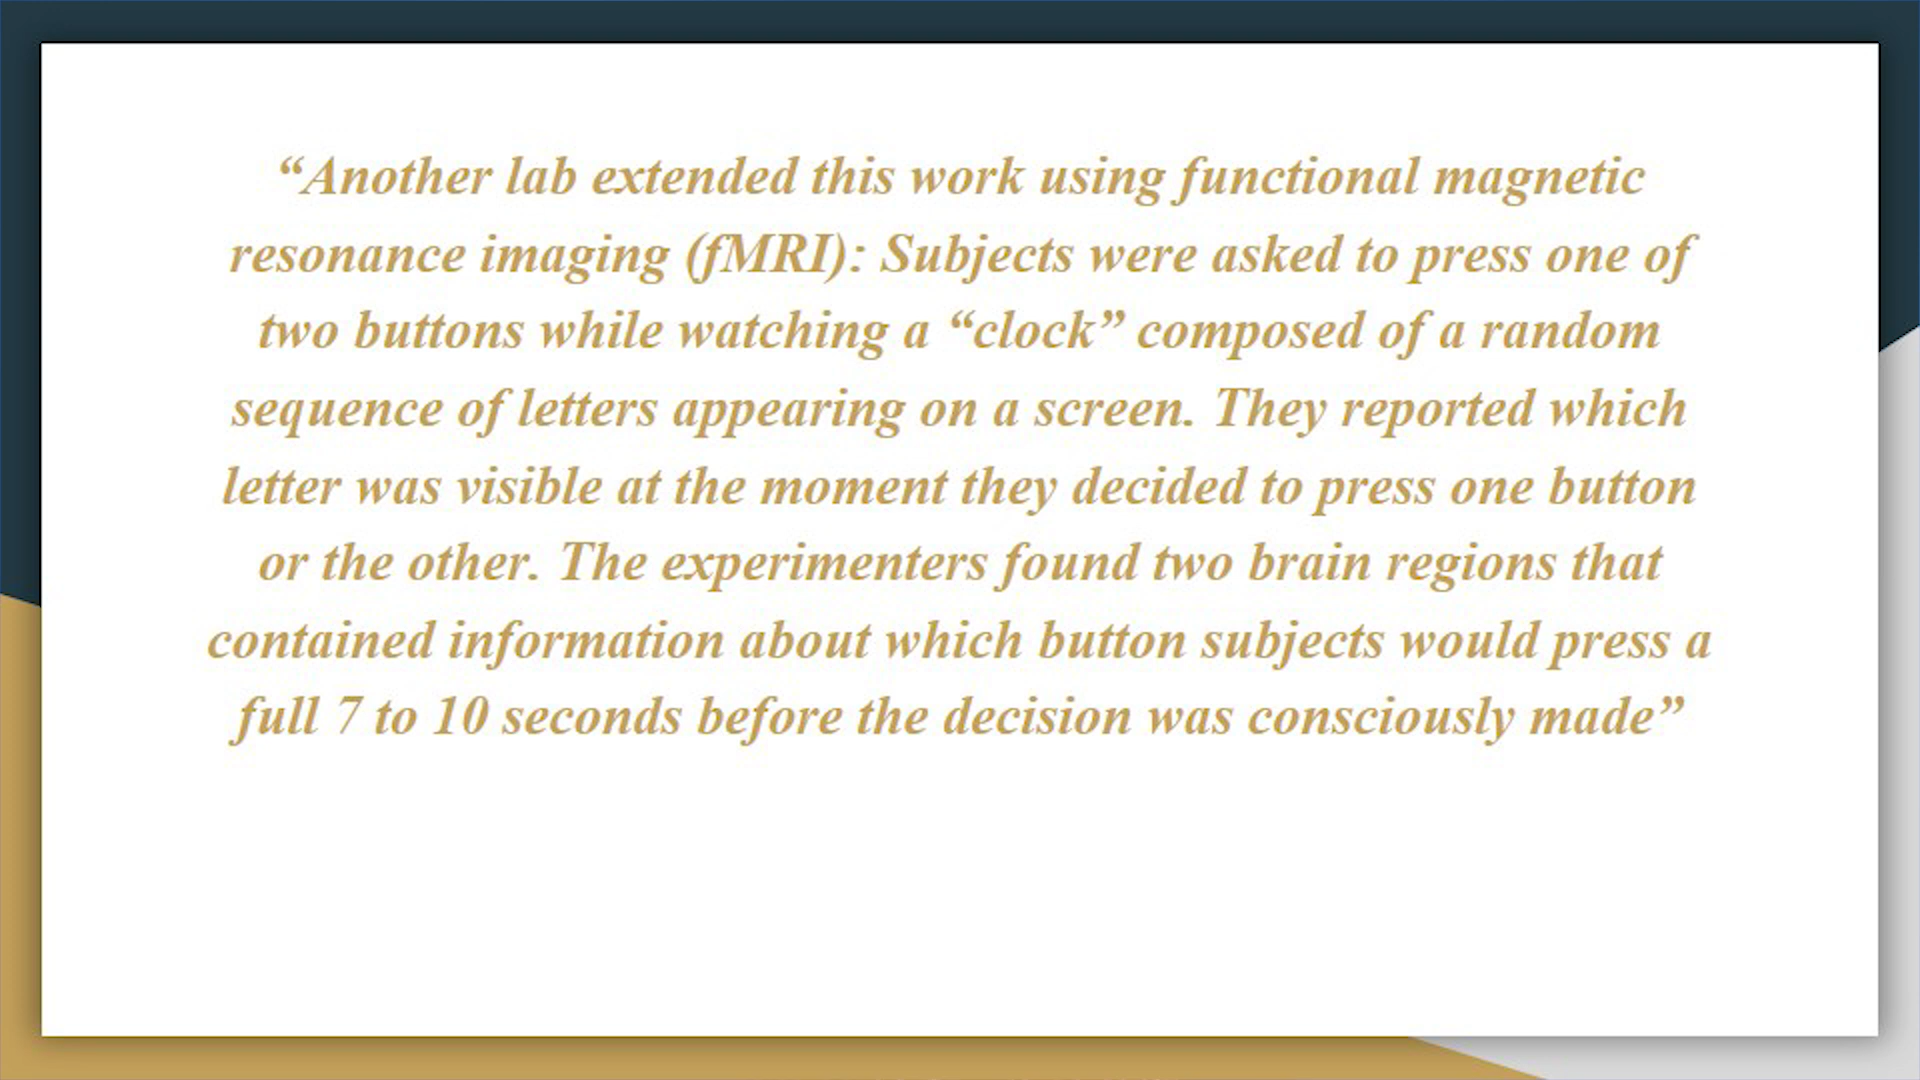 “Another lab extended this work using functional magnetic
resonance imaging (fMRI): Subjects were asked to press one of
two buttons while watching a “clock” composed of a random
sequence of letters appearing on a screen. They reported which
letter was visible at the moment they decided to press one button
or the other. The experimenters found two brain regions that
contained information about which button subjects would press a
full 7 to 10 seconds before the decision was consciously made”